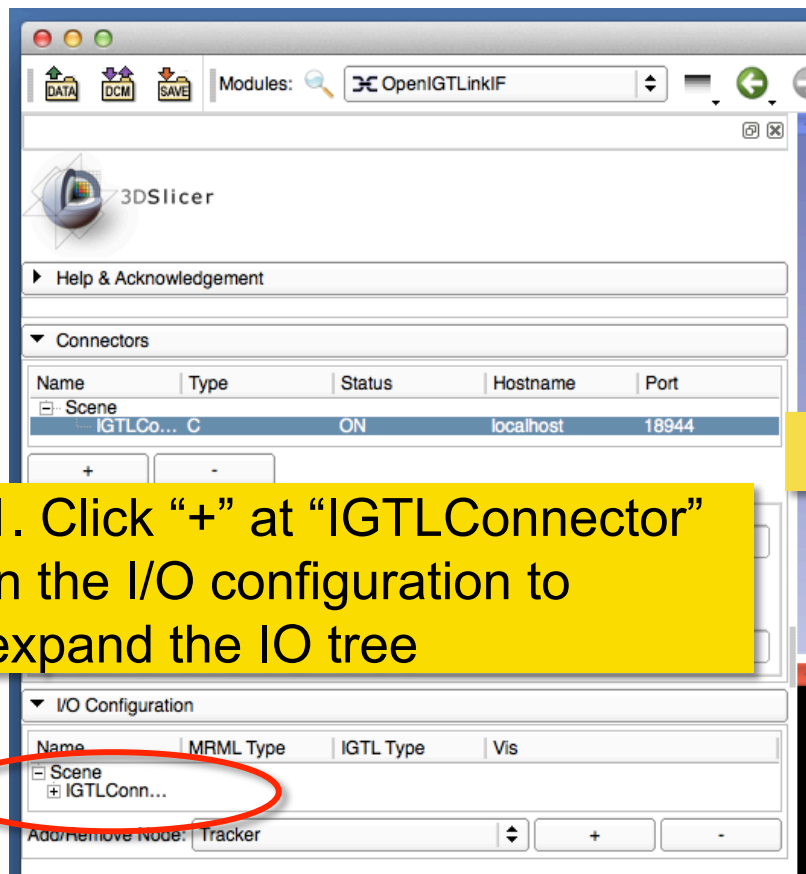 DATA DCM SAVE Modules: OpenIGTLinkIF
3DSlicer
Help & Acknowledgement
Connectors
Name Type Status Hostname Port
Scene
IGTLCo... C ON localhost 18944
+ -
1. Click “+” at “IGTLConnector”
n the I/O configuration to
expand the IO tree
I/O Configuration
Name MRML Type IGTL Type Vis
Scene
IGTLConn...
Add/Remove Node: Tracker + -